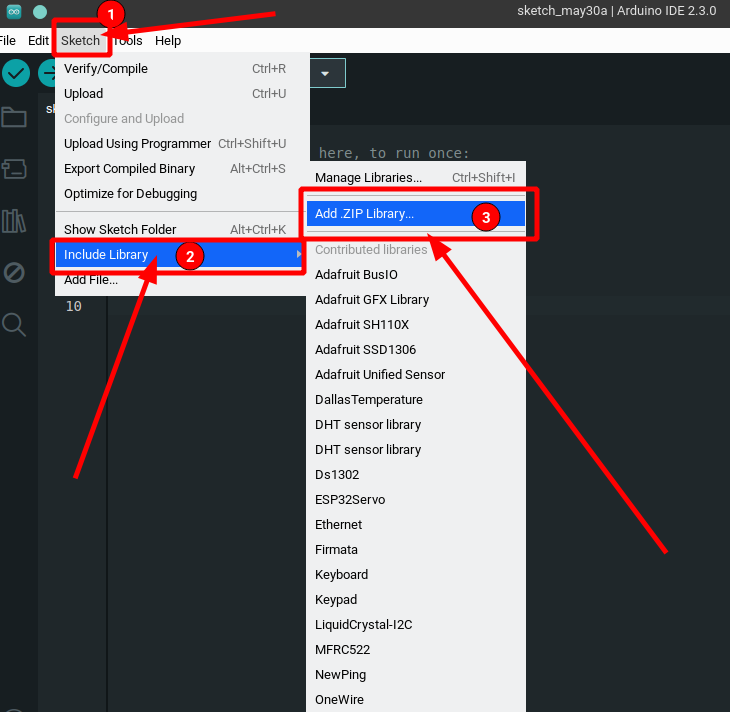 sketch_may30a | Arduino IDE 2.3.0
1
File Edit Sketch Tools Help
Verify/Compile Ctrl+R
Upload Ctrl+U
Configure and Upload
Upload Using Programmer Ctrl+Shift+U
Export Compiled Binary Alt+Ctrl+S
Optimize for Debugging
Show Sketch Folder Alt+Ctrl+K
Include Library 2
Add File...
here, to run once:
Manage Libraries... Ctrl+Shift+I
Add .ZIP Library... 3
Contributed libraries
Adafruit BusIO
Adafruit GFX Library
Adafruit SH110X
Adafruit SSD1306
Adafruit Unified Sensor
DallasTemperature
DHT sensor library
DHT sensor library
Ds1302
ESP32Servo
Ethernet
Firmata
Keyboard
Keypad
LiquidCrystal-I2C
MFRC522
NewPing
OneWire
10